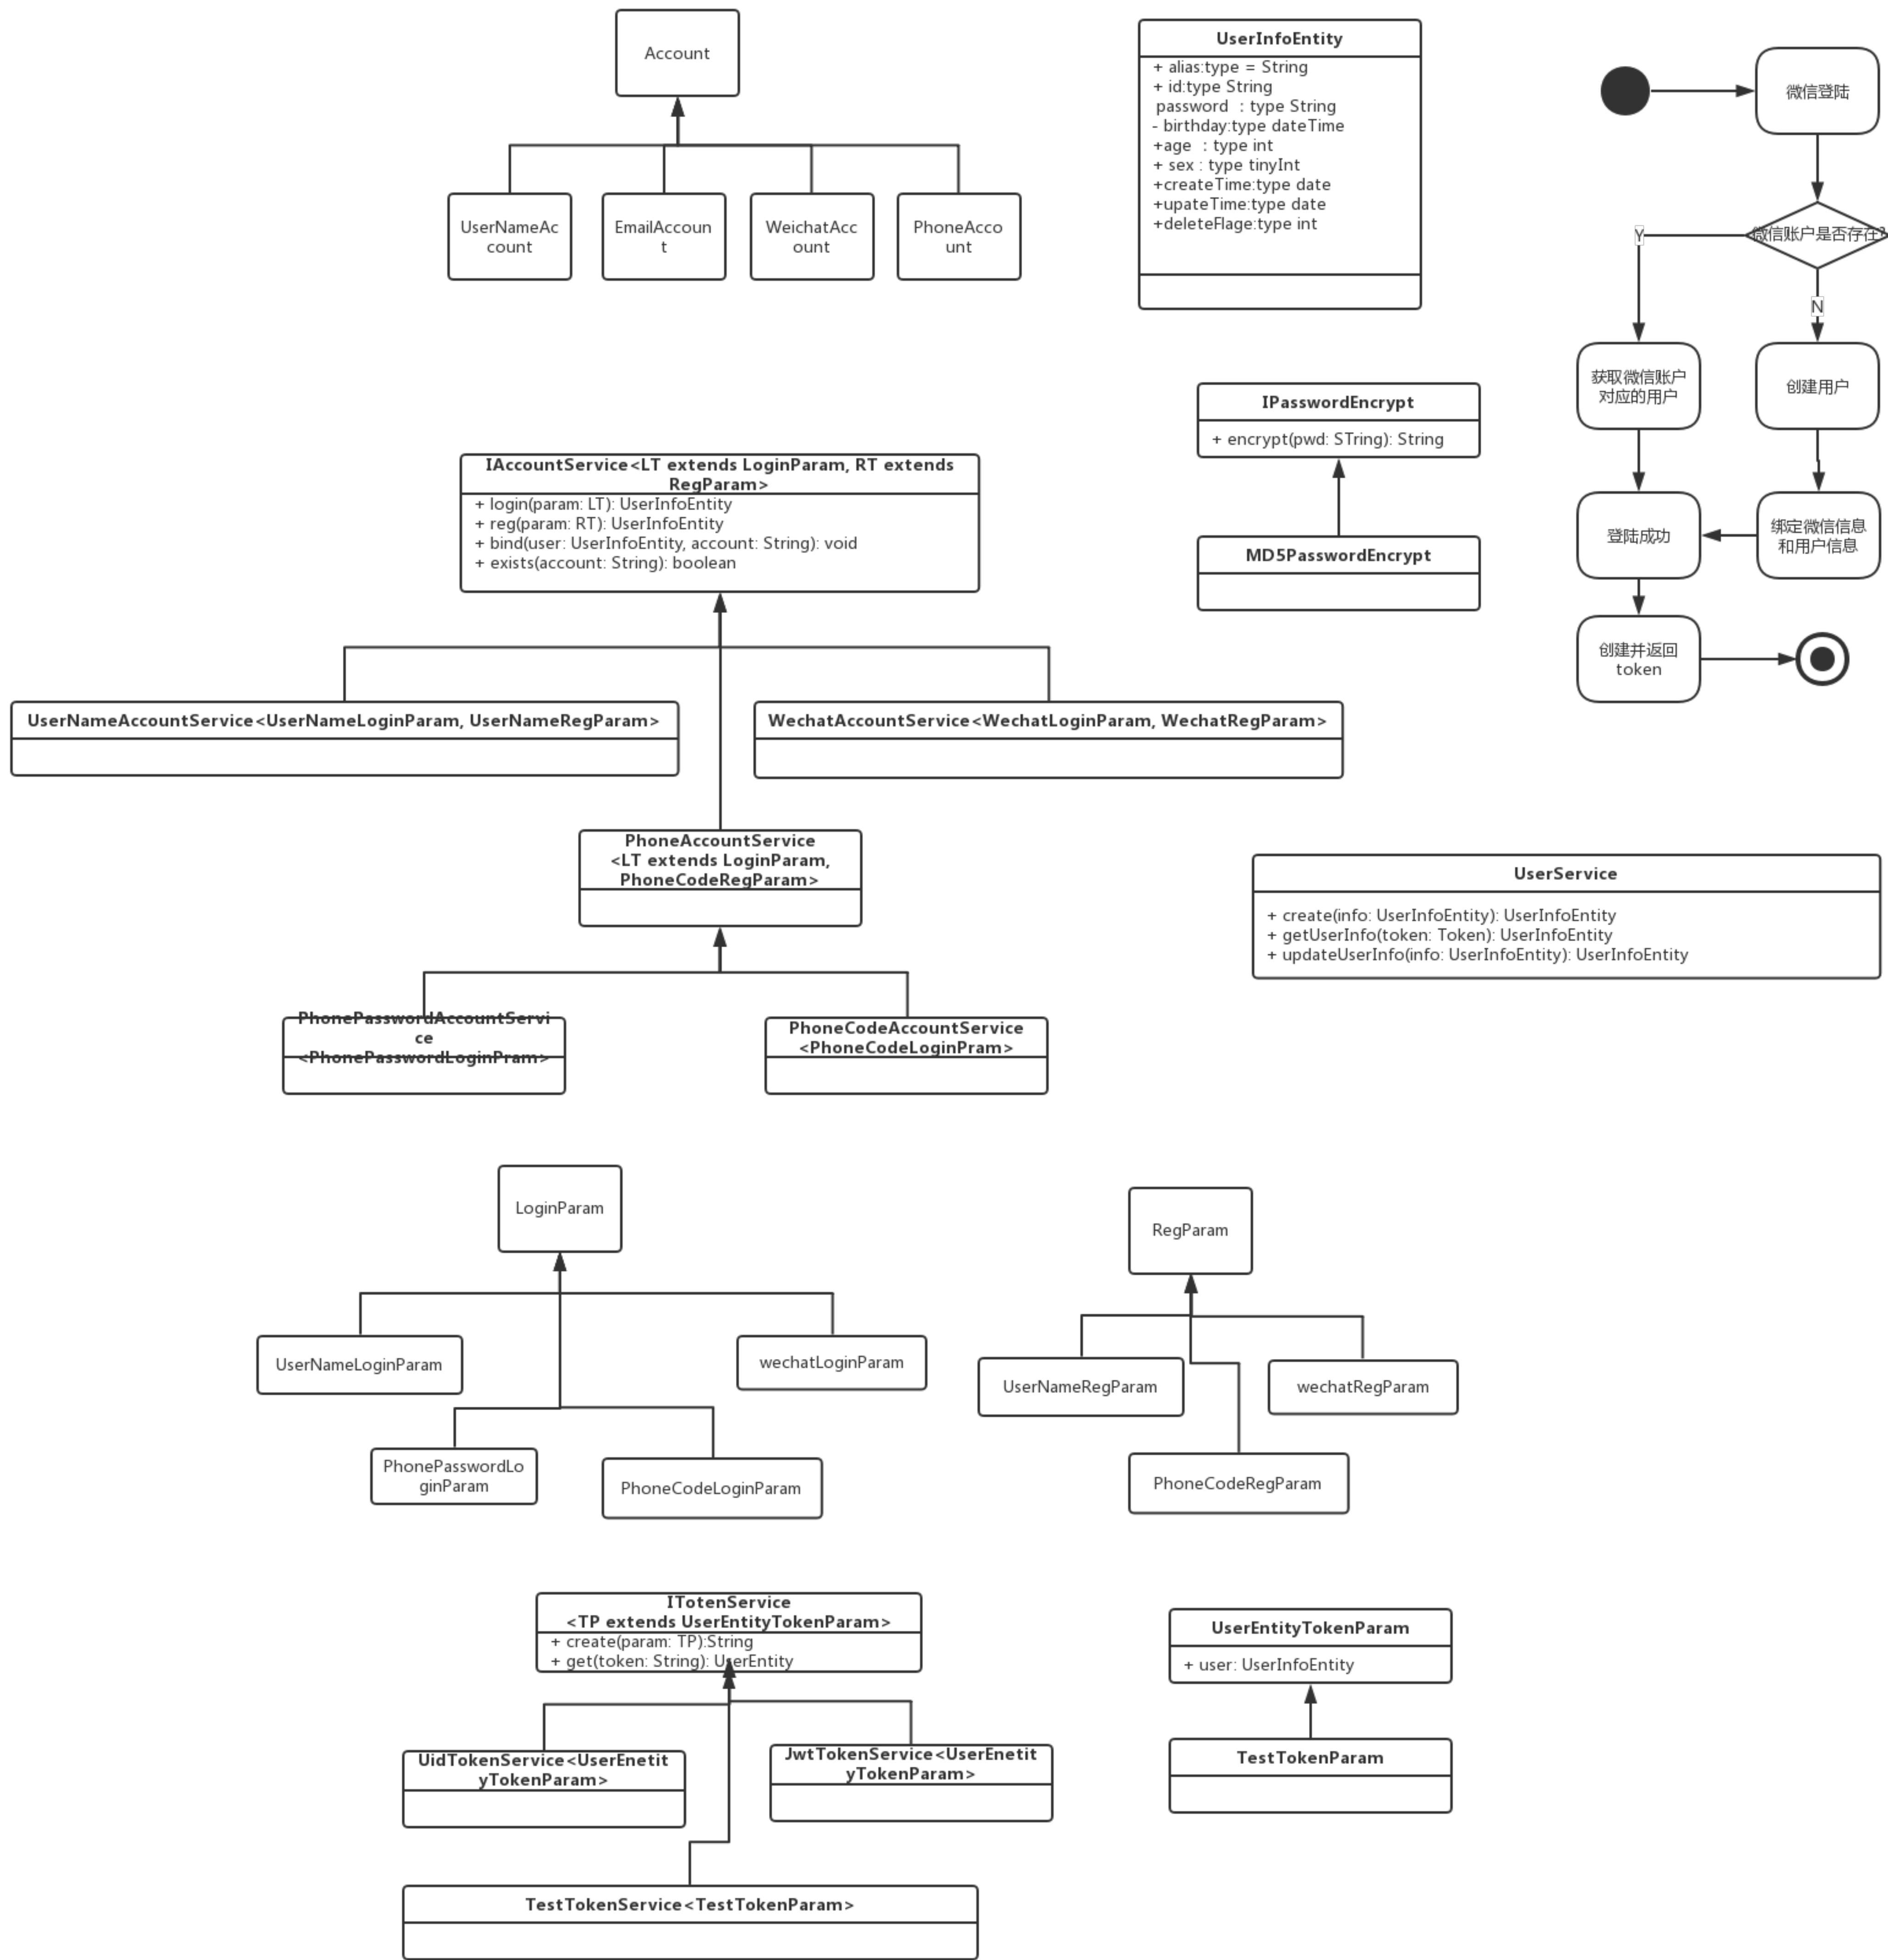 Account
UserNameAc
count
EmailAccoun
t
WeichatAcc
ount
PhoneAcco
unt
UserInfoEntity
+ alias:type = String
+ id:type String
password ：type String
- birthday:type dateTime
+age ：type int
+ sex : type tinyInt
+createTime:type date
+upateTime:type date
+deleteFlage:type int
微信登陆
微信账户是否存在?
Y
N
获取微信账户
对应的用户
创建用户
登陆成功
绑定微信信息
和用户信息
创建并返回
token
IPasswordEncrypt
+ encrypt(pwd: STring): String
MD5PasswordEncrypt
IAccountService<LT extends LoginParam, RT extends
RegParam>
+ login(param: LT): UserInfoEntity
+ reg(param: RT): UserInfoEntity
+ bind(user: UserInfoEntity, account: String): void
+ exists(account: String): boolean
UserNameAccountService<UserNameLoginParam, UserNameRegParam>
WechatAccountService<WechatLoginParam, WechatRegParam>
PhoneAccountService
<LT extends LoginParam,
PhoneCodeRegParam>
UserService
+ create(info: UserInfoEntity): UserInfoEntity
+ getUserInfo(token: Token): UserInfoEntity
+ updateUserInfo(info: UserInfoEntity): UserInfoEntity
PhonePasswordAccountServi
ce
<PhonePasswordLoginPram>
PhoneCodeAccountService
<PhoneCodeLoginPram>
LoginParam
UserNameLoginParam
wechatLoginParam
PhonePasswordLo
ginParam
PhoneCodeLoginParam
RegParam
UserNameRegParam
wechatRegParam
PhoneCodeRegParam
ITotenService
<TP extends UserEntityTokenParam>
+ create(param: TP):String
+ get(token: String): UserEntity
UidTokenService<UserEnetit
yTokenParam>
JwtTokenService<UserEnetit
yTokenParam>
TestTokenService<TestTokenParam>
UserEntityTokenParam
+ user: UserInfoEntity
TestTokenParam